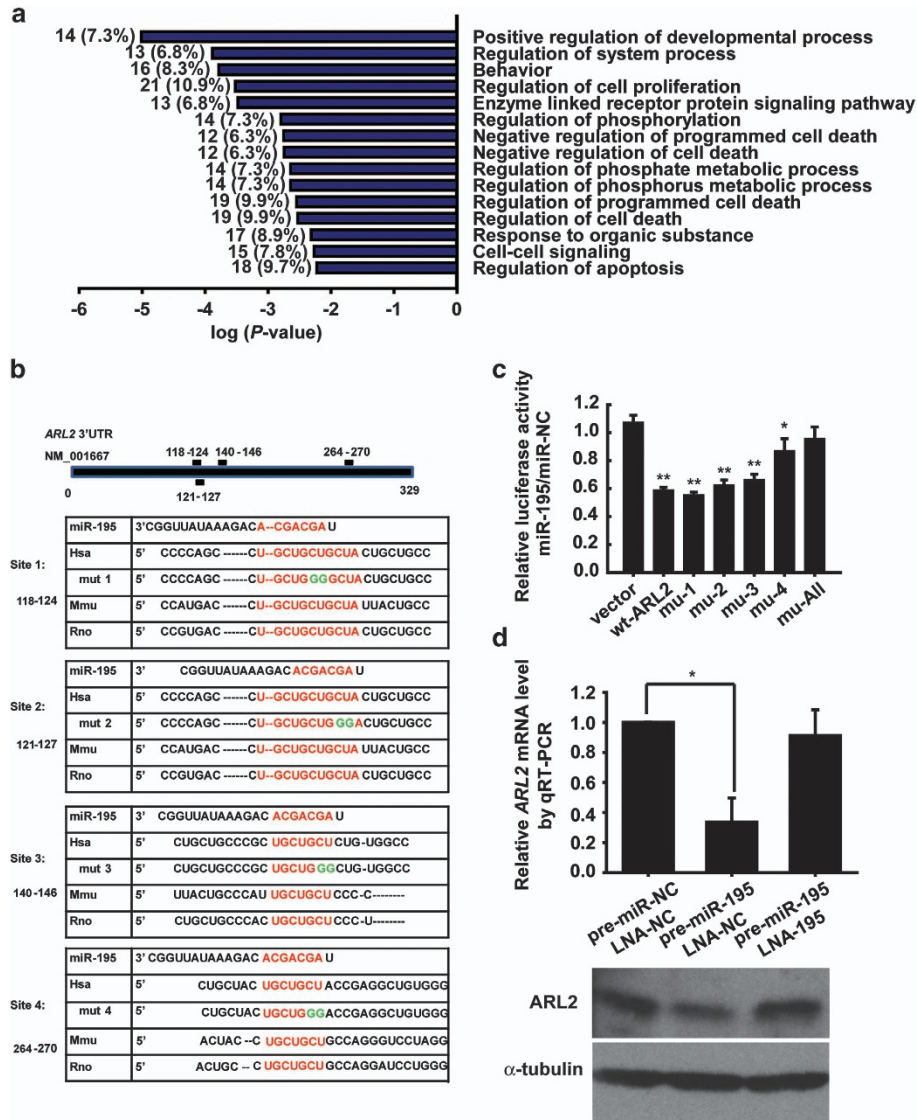 a
14 (7.3%) Positive regulation of developmental process
13 (6.8%) Regulation of system process
16 (8.3%) Behavior
21 (10.9%) Regulation of cell proliferation
13 (6.8%) Enzyme linked receptor protein signaling pathway
14 (7.3%) Regulation of phosphorylation
12 (6.3%) Negative regulation of programmed cell death
12 (6.3%) Negative regulation of cell death
14 (7.3%) Regulation of phosphate metabolic process
14 (7.3%) Regulation of phosphorus metabolic process
19 (9.9%) Regulation of programmed cell death
19 (9.9%) Regulation of cell death
17 (8.9%) Response to organic substance
15 (7.8%) Cell-cell signaling
18 (9.7%) Regulation of apoptosis
-6 -5 -4 -3 -2 -1 0
log (P-value)
b
ARL2 3'UTR
NM_001667
118-124 140-146 264-270
121-127
0 329
Site 1:
118-124
miR-195 3'CGGUUAUAAAGACA--CGACGAU
Hsa 5' CCCCAGC ------CU--GCUGCUGCUA CUGCUGCC
mut 1 5' CCCCAGC ------CU--GCUGGGGCUA CUGCUGCC
Mmu 5' CCAUGAC ------CU--GCUGCUGCUA UUACUGCC
Rno 5' CCGUGAC ------CU--GCUGCUGCUA CUGCUGCC
Site 2:
121-127
miR-195 3' CGGUUAUAAAGAC ACGACGA U
Hsa 5' CCCCAGC ------CU--GCUGCUGCUA CUGCUGCC
mut 2 5' CCCCAGC ------CU--GCUGCUG GGACUGCUGCC
Mmu 5' CCAUGAC ------CU--GCUGCUGCUA UUACUGCC
Rno 5' CCGUGAC ------CU--GCUGCUGCUA CUGCUGCC
Site 3:
140-146
miR-195 3' CGGUUAUAAAGAC ACGACGA U
Hsa 5' CUGCUGCCCGC UGCUGCU CUG-UGGCC
mut 3 5' CUGCUGCCCGC UGCUGGG CUG-UGGCC
Mmu 5' UUACUGCCCAU UGCUGCU CCC-C--------
Rno 5' CUGCUGCCCAC UGCUGCU CCC-U--------
Site 4:
264-270
miR-195 3' CGGUUAUAAAGAC ACGACGA U
Hsa 5' CUGCUAC UGCUGCU ACCGAGGCUGUGGG
mut 4 5' CUGCUAC UGCUGGG ACCGAGGCUGUGGG
Mmu 5' ACUAC --C UGCUGCU GCCAGGGUCCUAGG
Rno 5' ACUGC -- C UGCUGCU GCCAGGAUCCUGGG
c
Relative luciferase activity
miR-195/miR-NC
1.2
1.0
0.8
0.6
0.4
0.2
0.0
** ** ** ** *
vector wt-ARL2 mu-1 mu-2 mu-3 mu-4 mu-All
d
Relative ARL2 mRNA level
by qRT-PCR
1.2
1.0
0.8
0.6
0.4
0.2
0.0
*
pre-miR-NC pre-miR-195 pre-miR-195
LNA-NC LNA-NC LNA-195
ARL2
α-tubulin